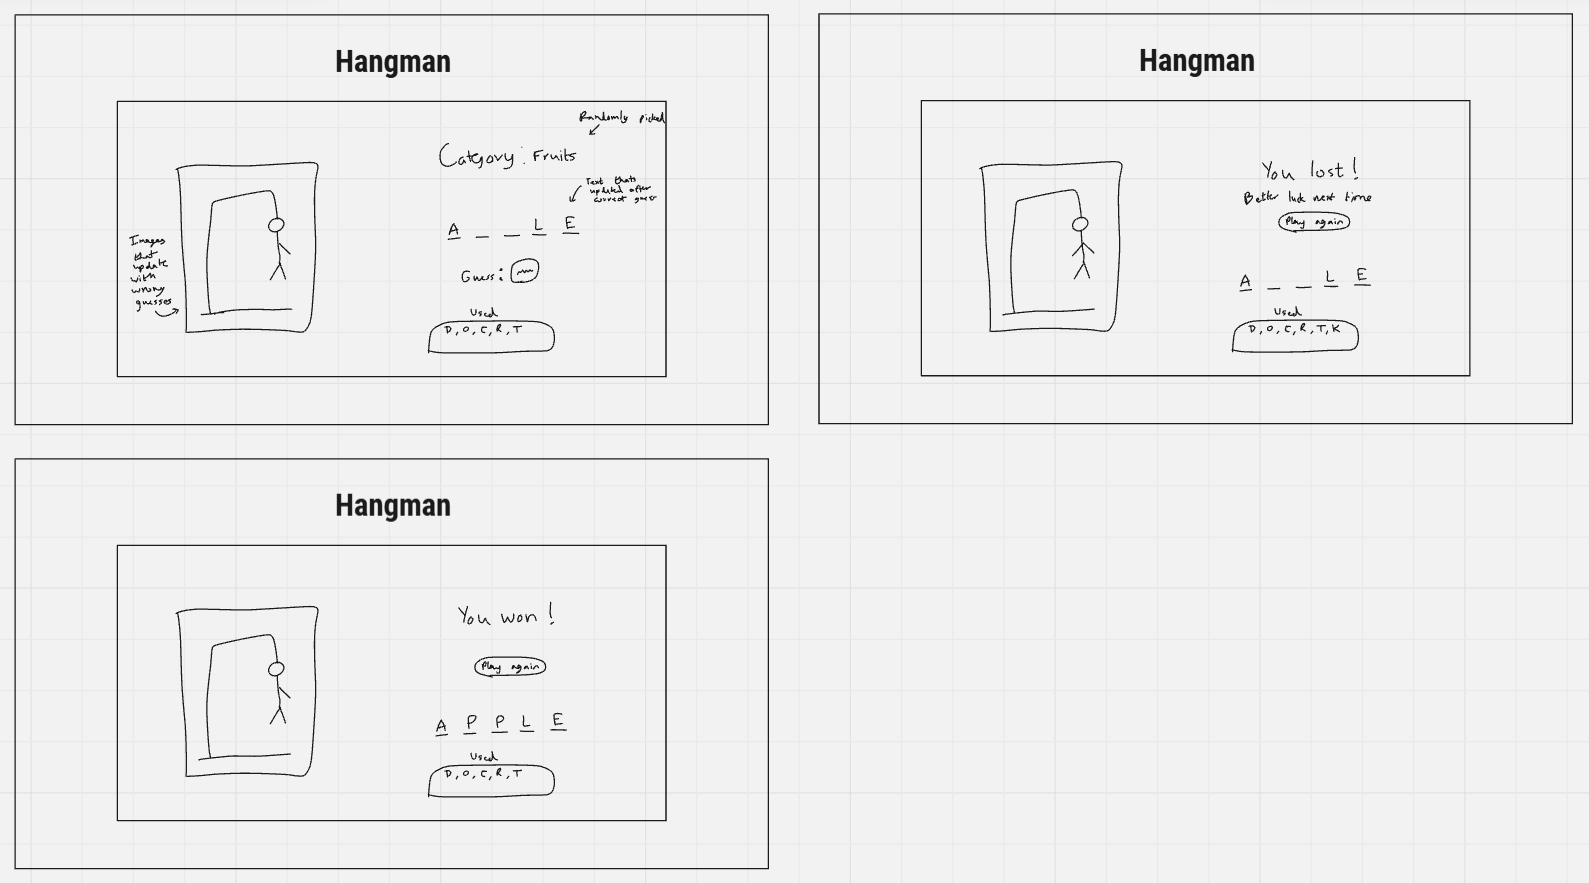 Hangman
Randomly picked
Category: Fruits
Text thats
updated after
correct guess
A _ _ L E
Images
that
update
with
wrong
guesses
Guess:
Used
D, O, C, R, T
Hangman
You lost!
Better luck next time
Play again
A _ _ L E
Used
D, O, C, R, T, K
Hangman
You won!
Play again
A P P L E
Used
D, O, C, R, T